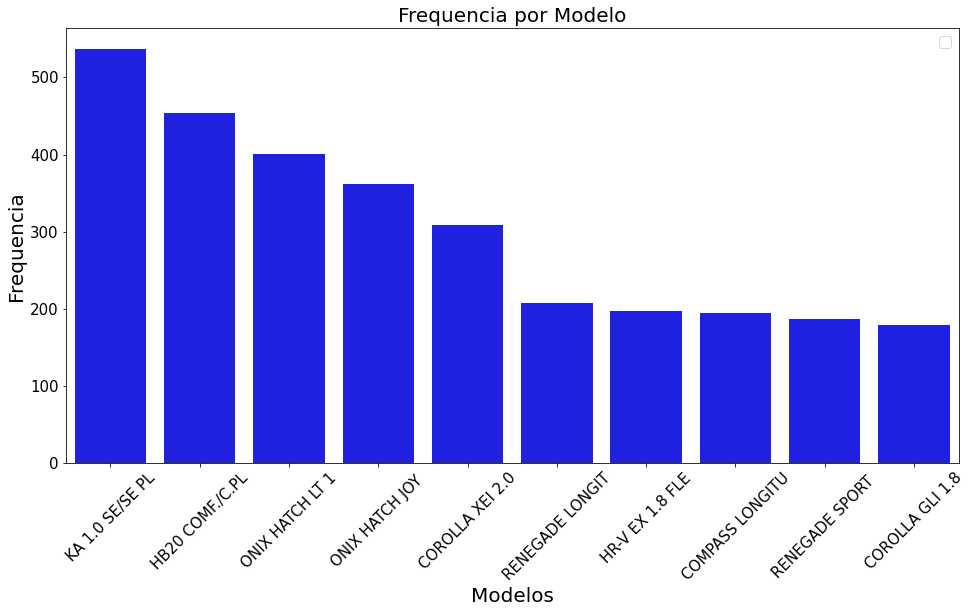 Frequencia por Modelo
Frequencia
500
400
300
200
100
0
KA 1.0 SE/SE PL
HB20 COMF./C.PL
ONIX HATCH LT 1
ONIX HATCH JOY
COROLLA XEI 2.0
RENEGADE LONGIT
HR-V EX 1.8 FLE
COMPASS LONGITU
RENEGADE SPORT
COROLLA GLI 1.8
Modelos